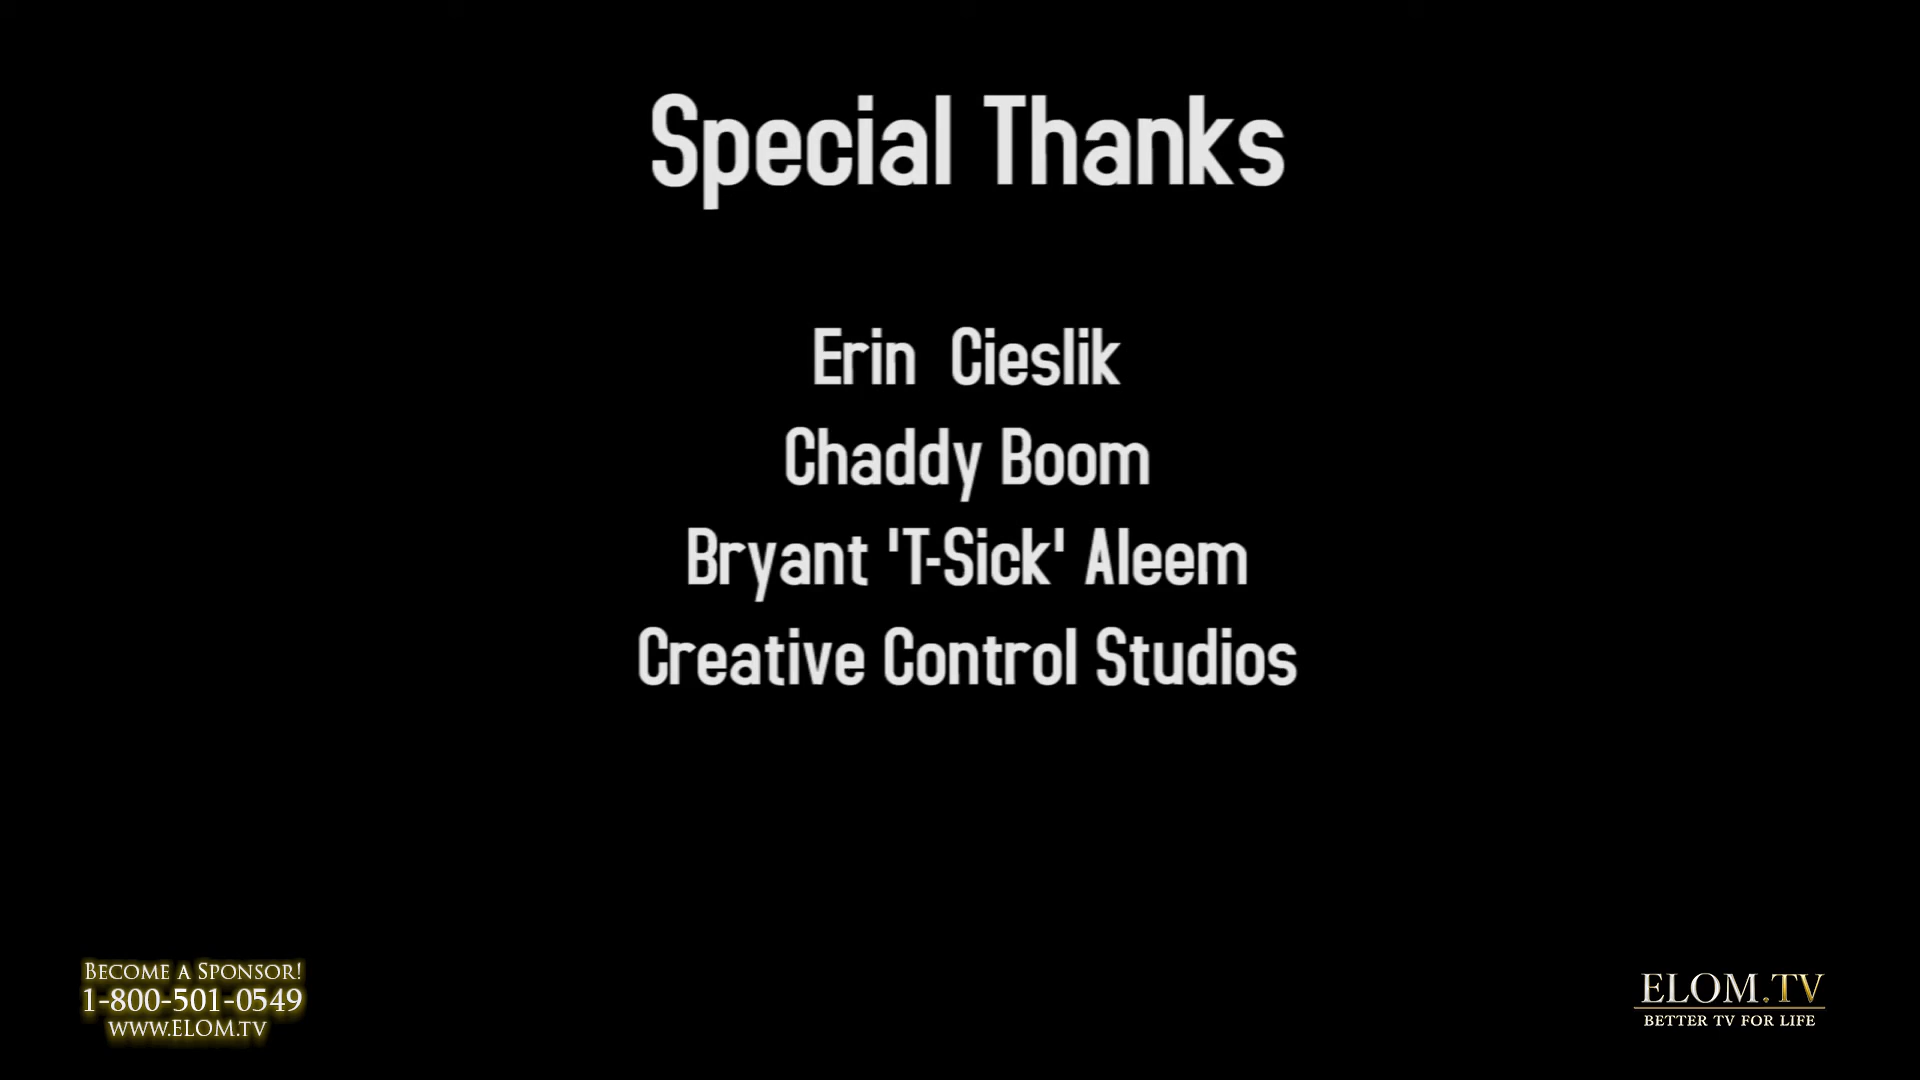 Special Thanks
Erin Cieslik
Chaddy Boom
Bryant 'T-Sick' Aleem
Creative Control Studios
BECOME A SPONSOR!
1-800-501-0549
WWW.ELOM.TV
ELOM.TV
BETTER TV FOR LIFE